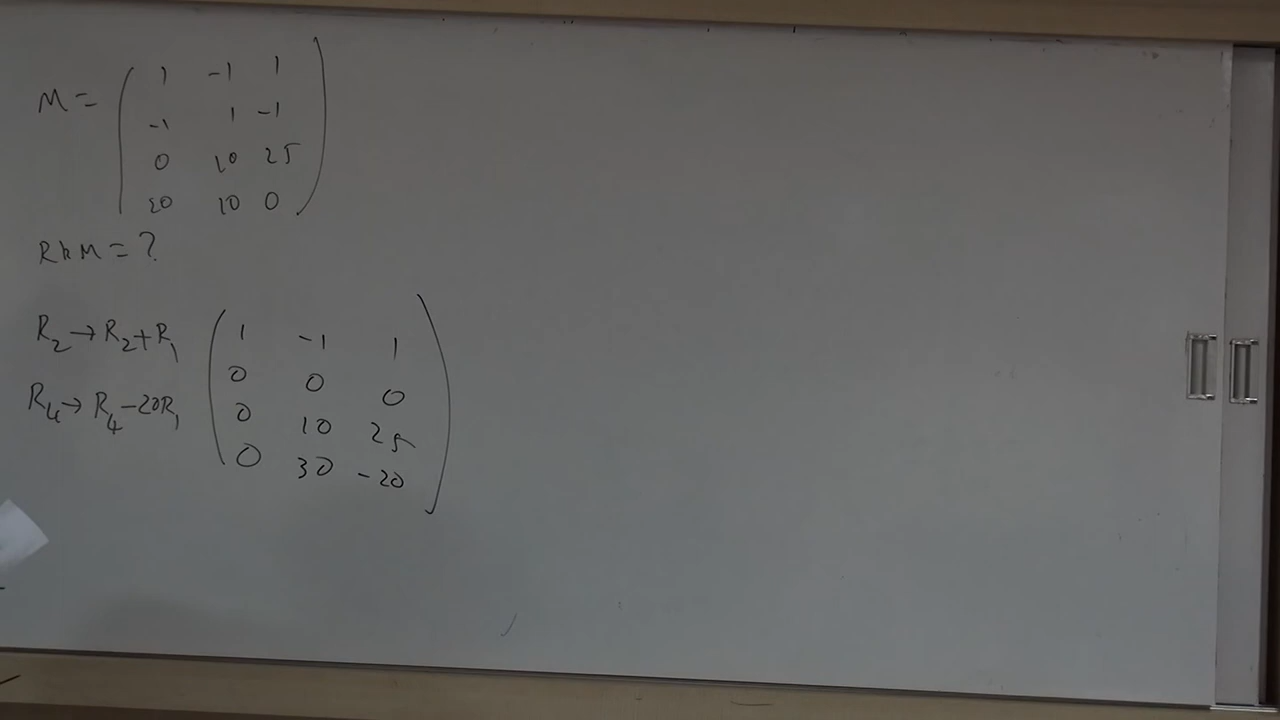 M = ( 1 -1 1
-1 1 -1
0 10 25
20 10 0 )
Rk M = ?
R₂ → R₂ + R₁
R₄ → R₄ - 20R₁
( 1 -1 1
0 0 0
0 10 25
0 30 -20 )